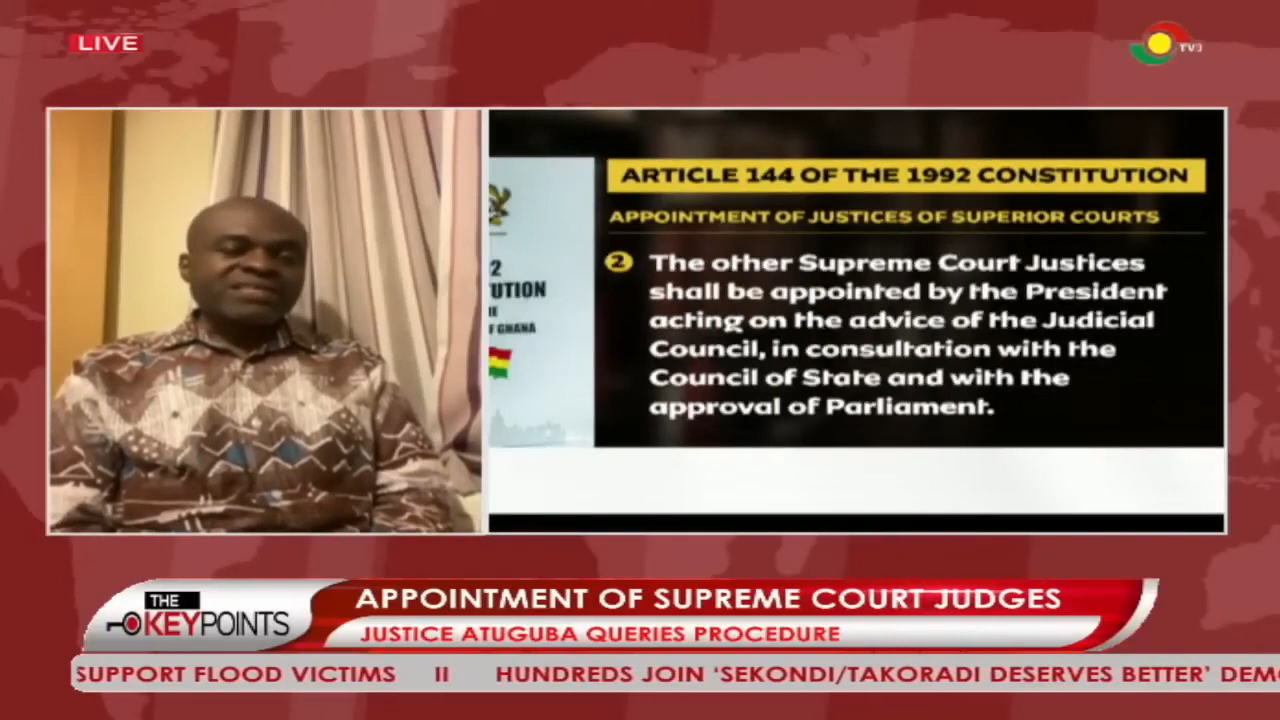 LIVE
TV3
ARTICLE 144 OF THE 1992 CONSTITUTION
APPOINTMENT OF JUSTICES OF SUPERIOR COURTS
2 The other Supreme Court Justices
shall be appointed by the President
acting on the advice of the Judicial
Council, in consultation with the
Council of State and with the
approval of Parliament.
2
UTION
F GHANA
THE
KEYPOINTS
APPOINTMENT OF SUPREME COURT JUDGES
JUSTICE ATUGUBA QUERIES PROCEDURE
SUPPORT FLOOD VICTIMS II HUNDREDS JOIN ‘SEKONDI/TAKORADI DESERVES BETTER’ DEM